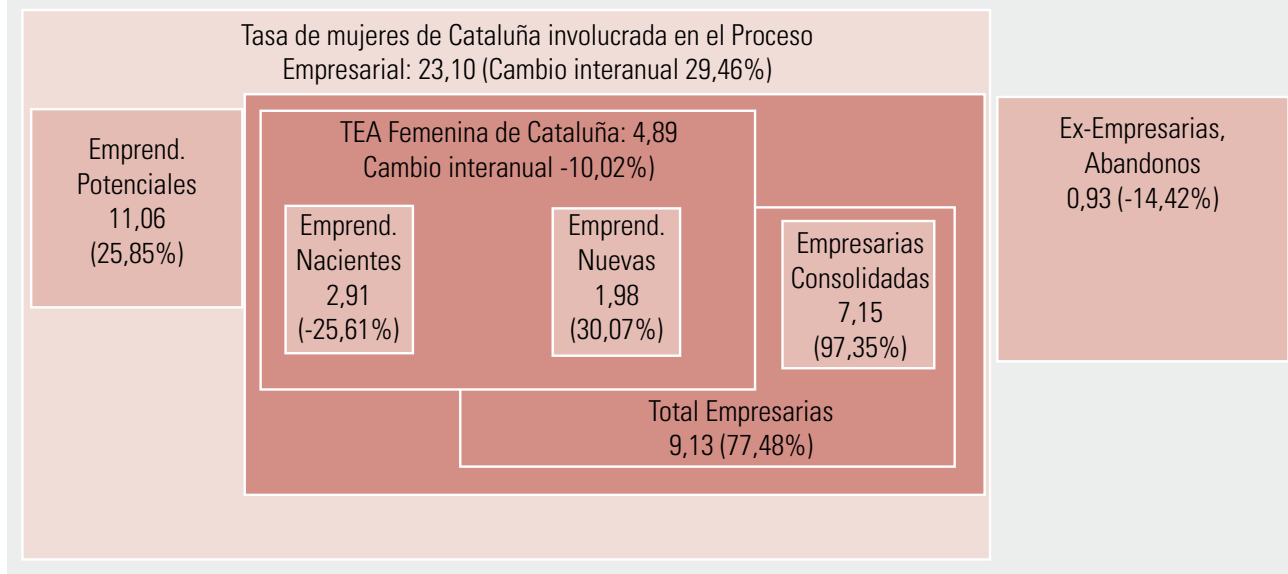 Tasa de mujeres de Cataluña involucrada en el Proceso
Empresarial: 23,10 (Cambio interanual 29,46%)
Emprend.
Potenciales
11,06
(25,85%)
TEA Femenina de Cataluña: 4,89
Cambio interanual -10,02%)
Emprend.
Nacientes
2,91
(-25,61%)
Emprend.
Nuevas
1,98
(30,07%)
Empresarias
Consolidadas
7,15
(97,35%)
Total Empresarias
9,13 (77,48%)
Ex-Empresarias,
Abandonos
0,93 (-14,42%)